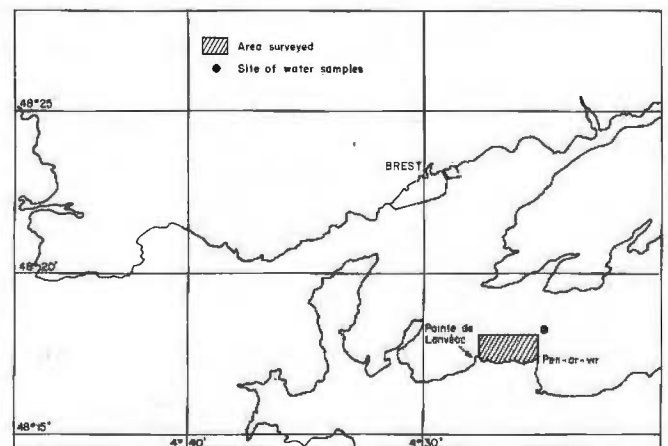 Area surveyed
Site of water samples
48°25
BREST
48°20'
Pointe de
Lanvéoc
Pen-ar-vir
48°15'
4°40'
4°30